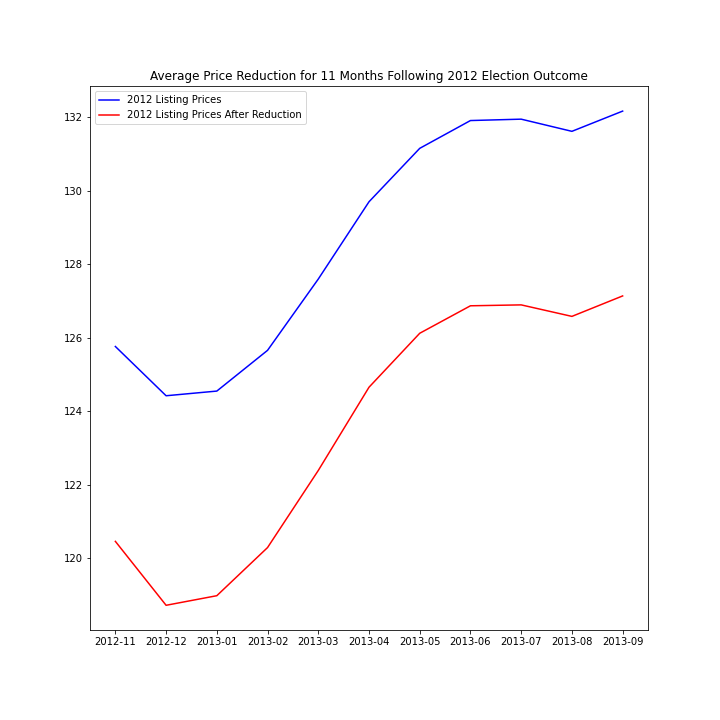 Average Price Reduction for 11 Months Following 2012 Election Outcome
2012 Listing Prices
2012 Listing Prices After Reduction
132
130
128
126
124
122
120
2012-11 2012-12 2013-01 2013-02 2013-03 2013-04 2013-05 2013-06 2013-07 2013-08 2013-09